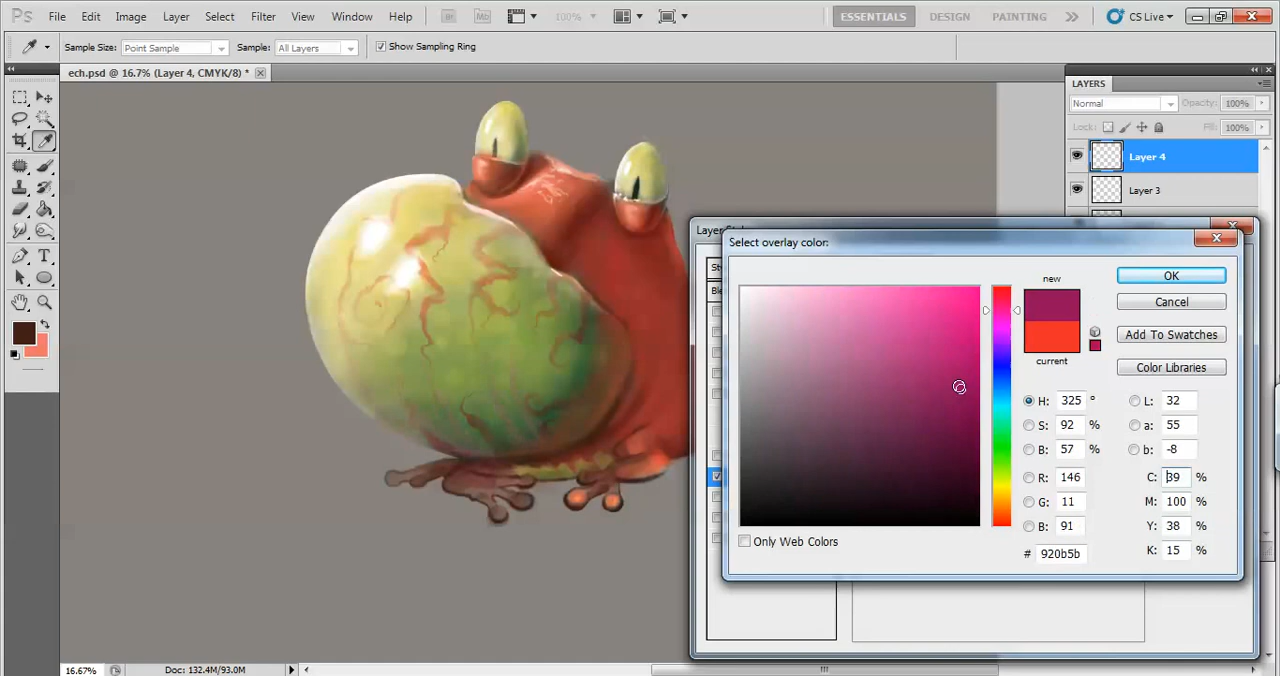 Ps File Edit Image Layer Select Filter View Window Help Br Mb 100% ESSENTIALS DESIGN PAINTING CS Live
Sample Size: Point Sample Sample: All Layers Show Sampling Ring
ech.psd @ 16.7% (Layer 4, CMYK/8) *
LAYERS
Normal Opacity: 100%
Lock: Fill: 100%
Layer 4
Layer 3
Select overlay color:
new
current
OK
Cancel
Add To Swatches
Color Libraries
H: 325 ° L: 32
S: 92 % a: 55
B: 57 % b: -8
R: 146 C: 39 %
G: 11 M: 100 %
B: 91 Y: 38 %
# 920b5b K: 15 %
Only Web Colors
T
16.67% Doc: 132.4M/93.0M